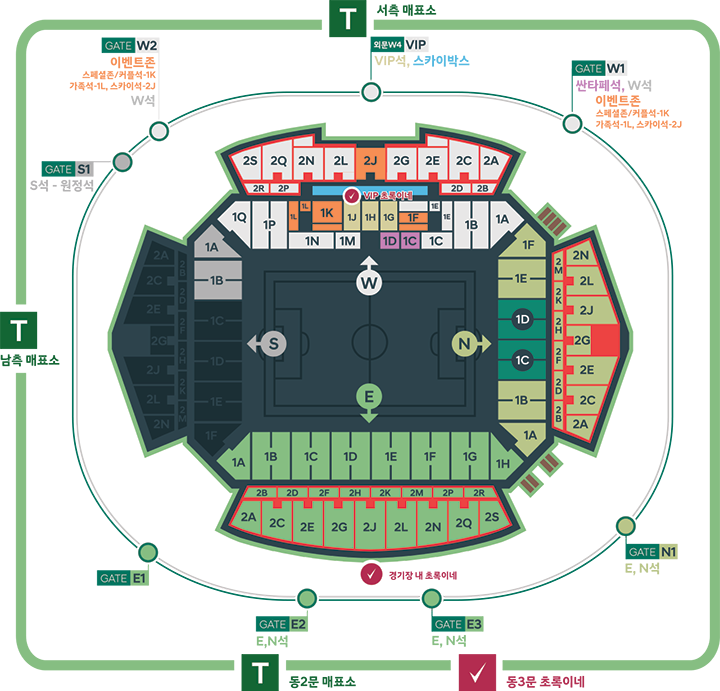 T 서측 매표소
GATE W2
이벤트존
스페셜존/커플석-1K
가족석-1L, 스카이석-2J
W석
외문W4 VIP
VIP석, 스카이박스
GATE W1
싼타페석, W석
이벤트존
스페셜존/커플석-1K
가족석-1L, 스카이석-2J
GATE S1
S석 - 원정석
2S 2Q 2N 2L 2J 2G 2E 2C 2A
2R 2P 2D 2B
VIP 초록이네
1Q 1P 1L 1L 1K 1J 1H 1G 1F 1E 1E 1B 1A
1N 1M 1D 1C 1C
1A
1B
1C
1D
1E
1F
2A
2C
2E
2G
2J
2L
2N
2B
2D
2F
2H
2K
2M
W
S
N
E
1F
1E
1D
1C
1B
1A
2M
2K
2H
2F
2D
2B
2N
2L
2J
2G
2E
2C
2A
T
남측 매표소
1A 1B 1C 1D 1E 1F 1G 1H
2B 2D 2F 2H 2K 2M 2P 2R
2A 2C 2E 2G 2J 2L 2N 2Q 2S
경기장 내 초록이네
GATE N1
E, N석
GATE E1
GATE E2
E,N석
GATE E3
E, N석
T 동2문 매표소
동3문 초록이네